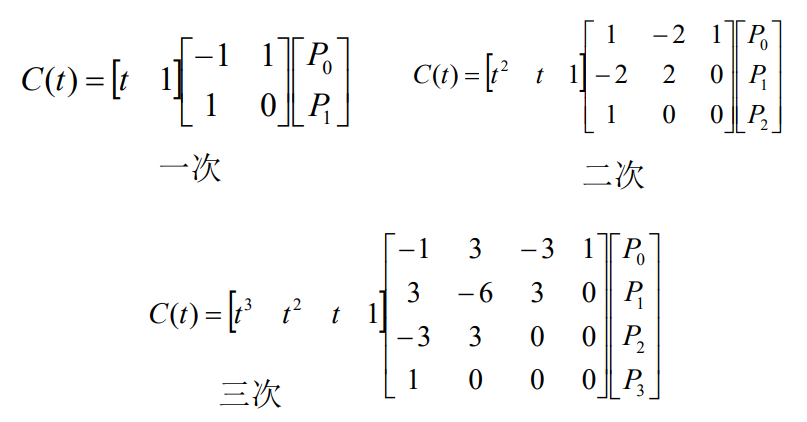 C(t) = [t 1] [−1 1 1 0] [P₀ P₁]
一次
C(t) = [t² t 1] [1 −2 1 −2 2 0 1 0 0] [P₀ P₁ P₂]
二次
C(t) = [t³ t² t 1] [−1 3 −3 1 3 −6 3 0 −3 3 0 0 1 0 0 0] [P₀ P₁ P₂ P₃]
三次